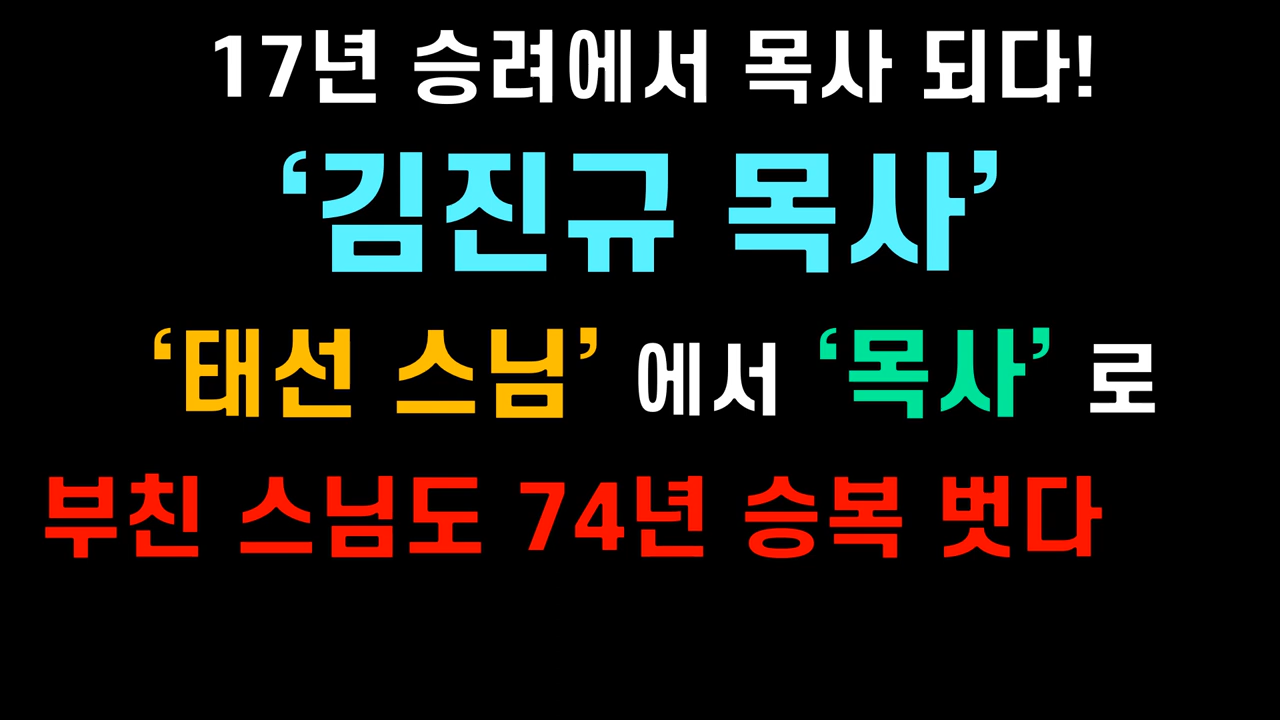 17년 승려에서 목사 되다!
‘김진규 목사’
‘태선 스님’ 에서 ‘목사’ 로
부친 스님도 74년 승복 벗다